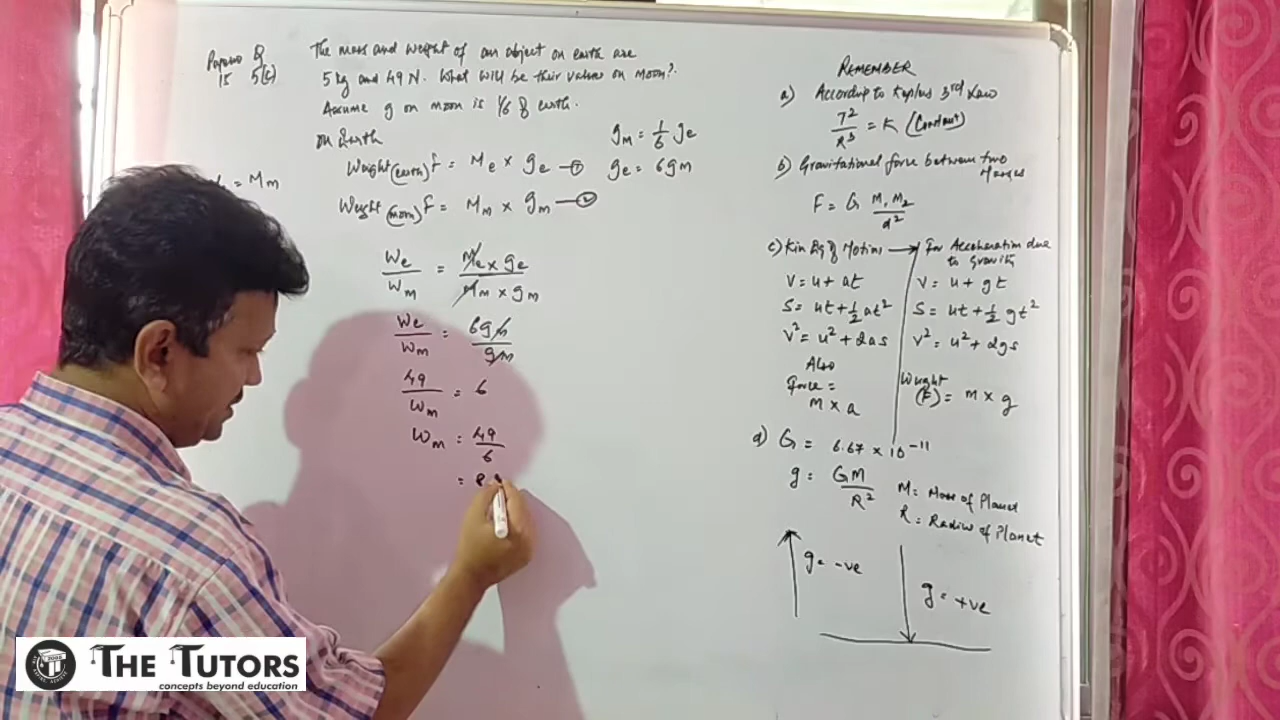 Q
15 5(c)
The mass and weight of an object on earth are
5 kg and 49 N. What will be their values on moon?.
Assume g on moon is 1/6 of earth.
on Earth
gM = 1/6 ge
Weight (earth) F = Me × ge — ①
ge = 6gm
= Mm
Weight (moon) F = Mm × gm — ②
We/Wm = Me × ge / Mm × gm
We/Wm = 6gm/gm
49/Wm = 6
Wm = 49/6
= 8.
REMEMBER
a) According to Keplus 3rd Law
T²/R³ = K (Constant)
b) Gravitational force between two
Masses
F = G M₁ M₂/d²
c) Kin Eq of Motion → For Acceleration due
to Gravity
V = u + at
V = u + gt
S = ut + ½ at²
S = ut + ½ gt²
V² = u² + 2as
V² = u² + 2gs
Also
Force =
m × a
Weight
(F) = m × g
d) G = 6.67 × 10⁻¹¹
g = GM/R²
M = Mass of Planet
R = Radius of Planet
g = -ve
g = +ve
THE TUTORS
concepts beyond education